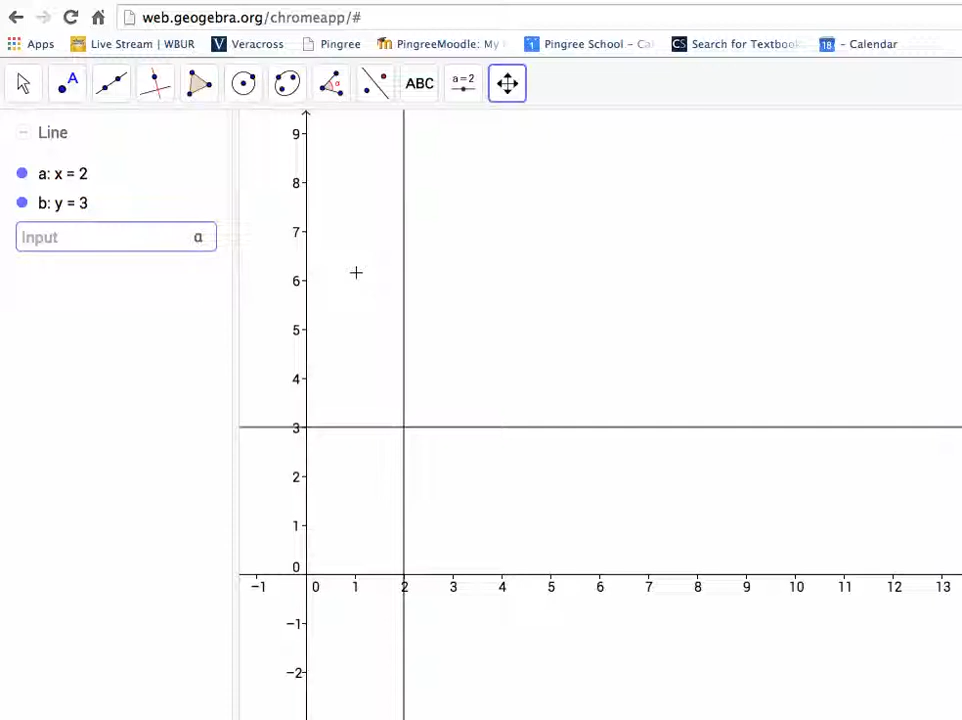 web.geogebra.org/chromeapp/#
Apps Live Stream | WBUR Veracross Pingree PingreeMoodle: My Pingree School – Cal Search for Textbook 18 - Calendar
A ABC a=2
Line
a: x = 2
b: y = 3
Input α
9
8
7
6
5
4
3
2
1
0
−1 0 1 2 3 4 5 6 7 8 9 10 11 12 13
−1
−2